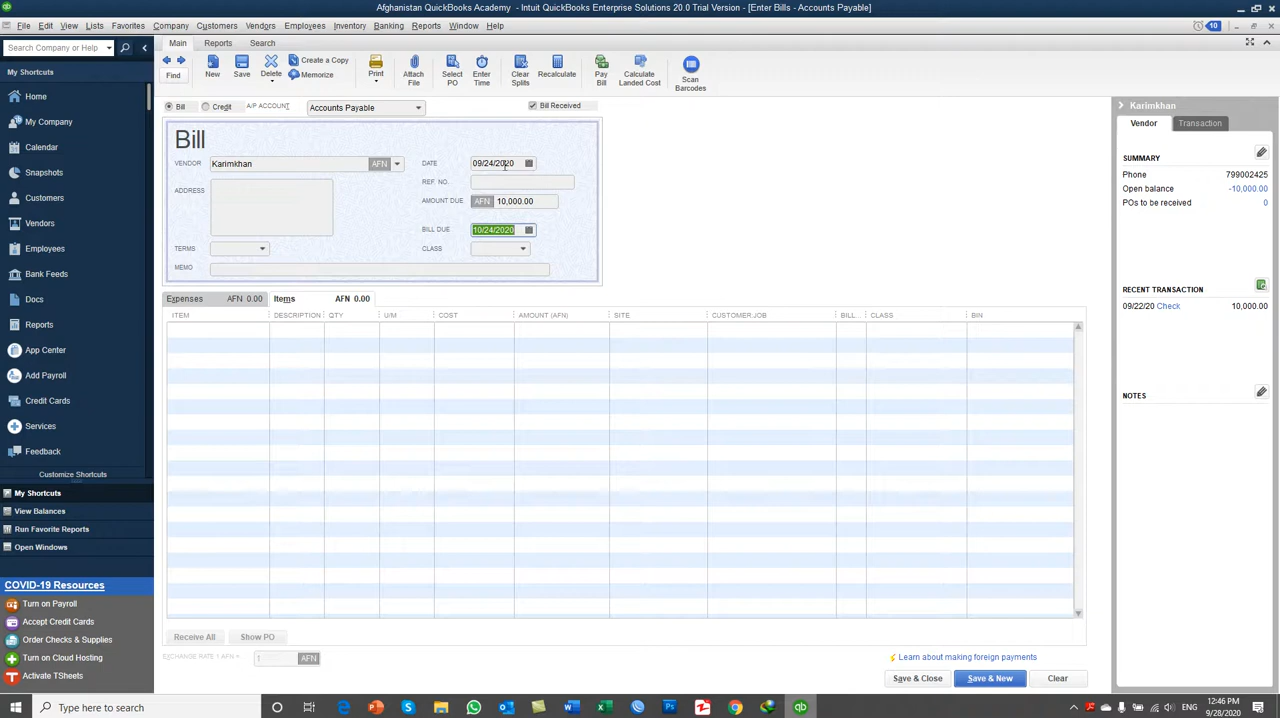 Afghanistan QuickBooks Academy - Intuit QuickBooks Enterprise Solutions 20.0 Trial Version - [Enter Bills - Accounts Payable]
File Edit View Lists Favorites Company Customers Vendors Employees Inventory Banking Reports Window Help
10
Search Company or Help
Main Reports Search
My Shortcuts
Home
My Company
Calendar
Snapshots
Customers
Vendors
Employees
Bank Feeds
Docs
Reports
App Center
Add Payroll
Credit Cards
Services
Feedback
Customize Shortcuts
My Shortcuts
View Balances
Run Favorite Reports
Open Windows
COVID-19 Resources
Turn on Payroll
Accept Credit Cards
Order Checks & Supplies
Turn on Cloud Hosting
Activate TSheets
Find New Save Delete Create a Copy
Memorize
Print Attach File Select PO Enter Time Clear Splits Recalculate Pay Bill Calculate Landed Cost Scan Barcodes
Bill Credit A/P ACCOUNT Accounts Payable Bill Received
Bill
VENDOR Karimkhan AFN DATE 09/24/2020
ADDRESS REF. NO.
AMOUNT DUE AFN 10,000.00
BILL DUE 10/24/2020
TERMS CLASS
MEMO
Expenses AFN 0.00 Items AFN 0.00
ITEM DESCRIPTION QTY U/M COST AMOUNT (AFN) SITE CUSTOMER:JOB BILL... CLASS BIN
Receive All Show PO
EXCHANGE RATE 1 AFN = 1 AFN
Learn about making foreign payments
Save & Close Save & New Clear
Karimkhan
Vendor Transaction
SUMMARY
Phone 799002425
Open balance -10,000.00
POs to be received 0
RECENT TRANSACTION
09/22/20 Check 10,000.00
NOTES
Type here to search
12:46 PM
9/28/2020